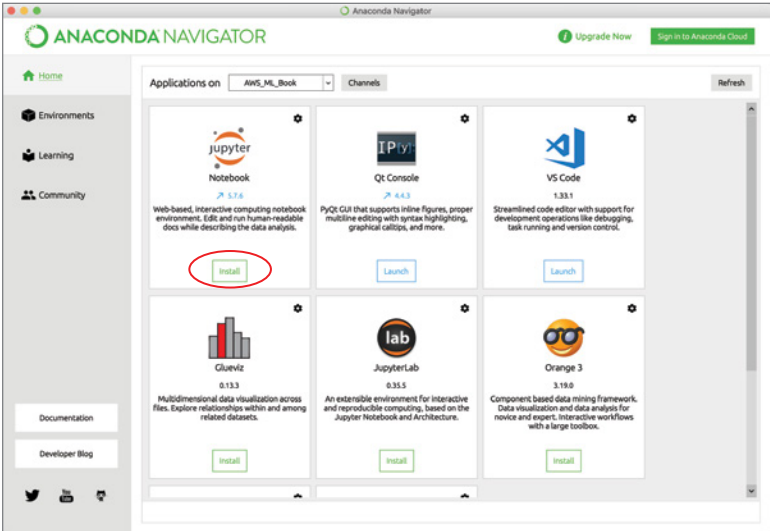 Anaconda Navigator
ANACONDA NAVIGATOR
i Upgrade Now
Sign in to Anaconda Cloud
Home
Environments
Learning
Community
Documentation
Developer Blog
You
Tube
Applications on
AWS_ML_Book
Channels
Refresh
jupyter
Notebook
5.7.6
Web-based, interactive computing notebook
environment. Edit and run human-readable
docs while describing the data analysis.
Install
IP[y]:
Qt Console
4.4.3
PyQt GUI that supports inline figures, proper
multiline editing with syntax highlighting,
graphical calltips, and more.
Launch
VS Code
1.33.1
Streamlined code editor with support for
development operations like debugging,
task running and version control.
Launch
Glueviz
0.13.3
Multidimensional data visualization across
files. Explore relationships within and among
related datasets.
Install
lab
JupyterLab
0.35.5
An extensible environment for interactive
and reproducible computing, based on the
Jupyter Notebook and Architecture.
Install
Orange 3
3.19.0
Component based data mining framework.
Data visualization and data analysis for
novice and expert. Interactive workflows
with a large toolbox.
Install